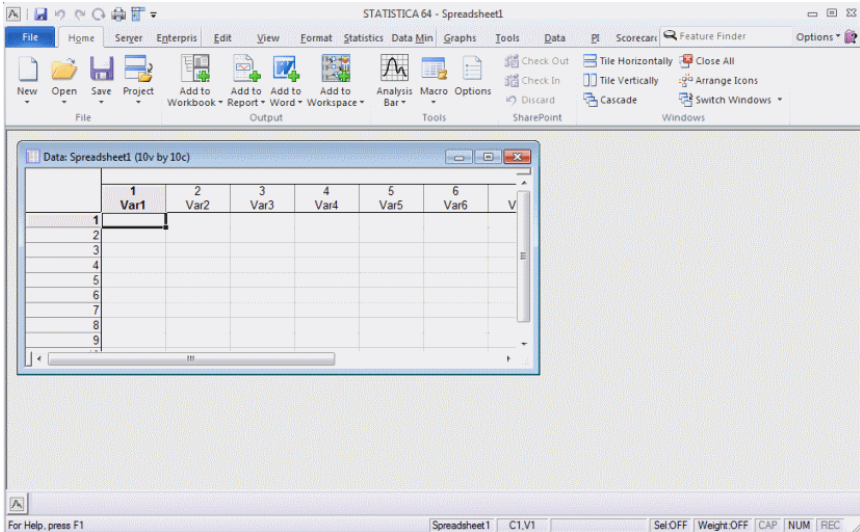 STATISTICA 64 - Spreadsheet1
File Home Server Enterpris Edit View Format Statistics Data Min Graphs Tools Data PI Scorecar Feature Finder Options
New Open Save Project Add to Workbook Add to Report Add to Word Add to Workspace Analysis Bar Macro Options
Check Out
Check In
Discard
Tile Horizontally
Tile Vertically
Cascade
Close All
Arrange Icons
Switch Windows
File Output Tools SharePoint Windows
Data: Spreadsheet1 (10v by 10c)
1 2 3 4 5 6
Var1 Var2 Var3 Var4 Var5 Var6 V
1
2
3
4
5
6
7
8
9
For Help, press F1 Spreadsheet1 C1,V1 Sel:OFF Weight:OFF CAP NUM REC